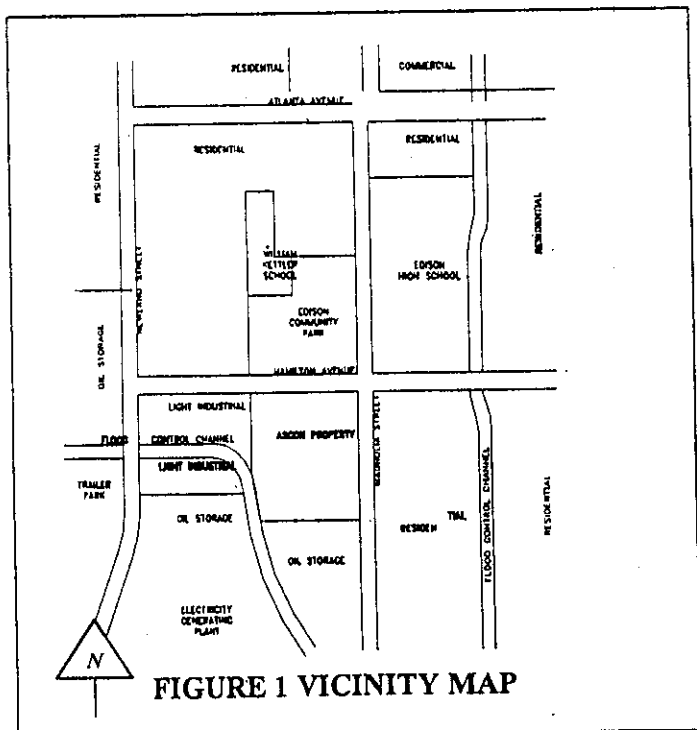 RESIDENTIAL
COMMERCIAL
ATLANTA AVENUE
RESIDENTIAL
RESIDENTIAL
RESIDENTIAL
RESIDENTIAL
WILLIAM
KETTLER
SCHOOL
EDISON
HIGH SCHOOL
STREET
EDISON
COMMUNITY
PARK
OIL STORAGE
HAMILTON AVENUE
LIGHT INDUSTRIAL
ASCON PROPERTY
MAGNOLIA STREET
FLOOD CONTROL CHANNEL
LIGHT INDUSTRIAL
TRAILER
PARK
OIL STORAGE
RESIDEN TIAL
FLOOD CONTROL CHANNEL
RESIDENTIAL
OIL STORAGE
ELECTRICITY
GENERATING
PLANT
N
FIGURE 1 VICINITY MAP